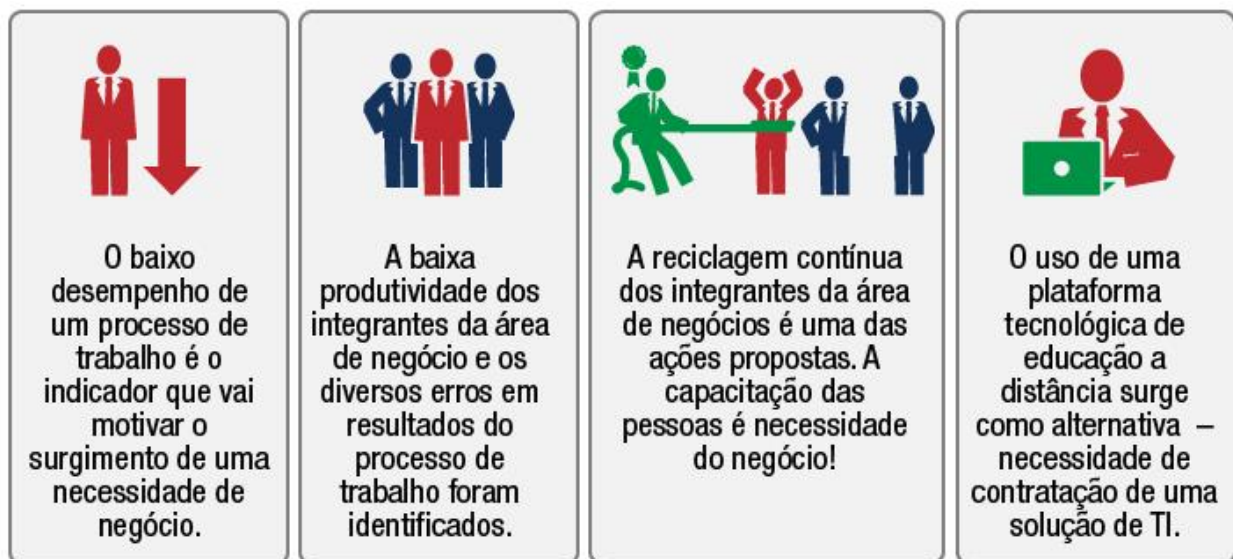 O baixo
desempenho de
um processo de
trabalho é o
indicador que vai
motivar o
surgimento de uma
necessidade de
negócio.
A baixa
produtividade dos
integrantes da área
de negócio e os
diversos erros em
resultados do
processo de
trabalho foram
identificados.
A reciclagem contínua
dos integrantes da área
de negócios é uma das
ações propostas. A
capacitação das
pessoas é necessidade
do negócio!
O uso de uma
plataforma
tecnológica de
educação a
distância surge
como alternativa –
necessidade de
contratação de uma
solução de TI.